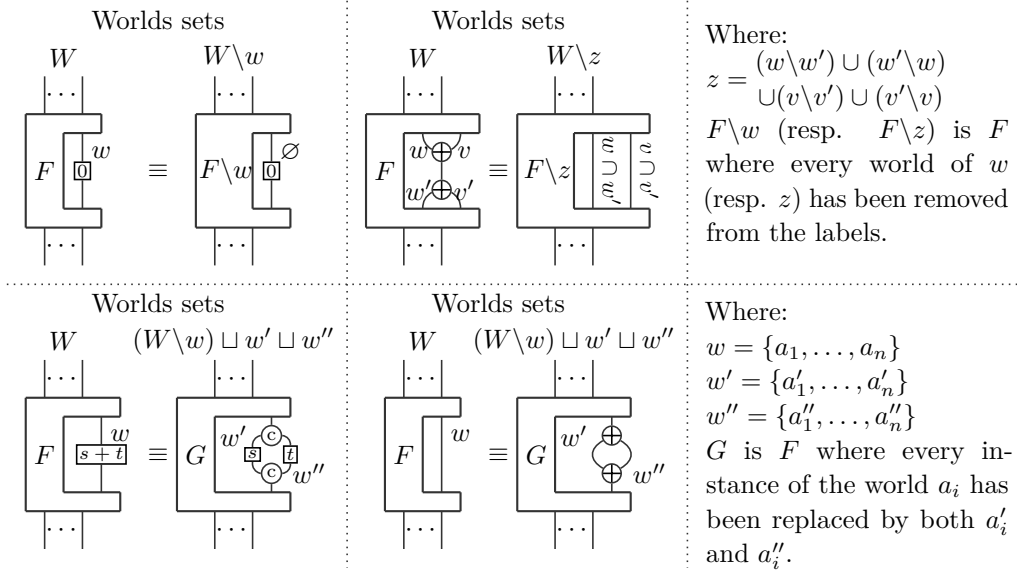 Worlds sets
W
W\w
...
...
F
w
0
≡
F\w
∅
0
...
...
Worlds sets
W
W\z
...
...
F
w
v
w′
v′
≡
F\z
w ∪ w′
v ∪ v′
...
...
Where:
z = (w\w′) ∪ (w′\w)
∪(v\v′) ∪ (v′\v)
F\w (resp. F\z) is F
where every world of w
(resp. z) has been removed
from the labels.
Worlds sets
W
(W\w) ⊔ w′ ⊔ w′′
...
...
F
w
s + t
≡
G
w′
c
s
t
c
w′′
...
...
Worlds sets
W
(W\w) ⊔ w′ ⊔ w′′
...
...
F
w
≡
G
w′
w′′
...
...
Where:
w = {a₁, . . . , aₙ}
w′ = {a′₁, . . . , a′ₙ}
w′′ = {a′′₁, . . . , a′′ₙ}
G is F where every in-
stance of the world aᵢ has
been replaced by both a′ᵢ
and a′′ᵢ.